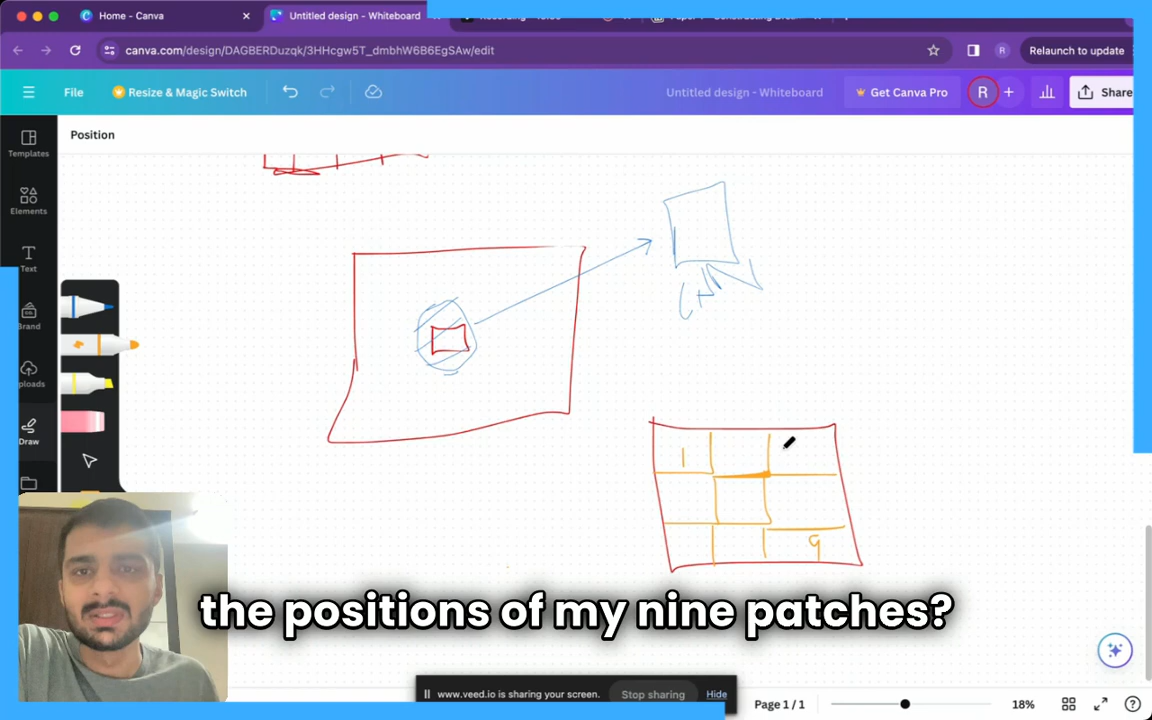 Home - Canva
Untitled design - Whiteboard
canva.com/design/DAGBERDuzqk/3HHcgw5T_dmbhW6B6EgSAw/edit
R
Relaunch to update
File
Resize & Magic Switch
Untitled design - Whiteboard
Get Canva Pro
R
Share
Templates
Position
Elements
Text
Brand
ploads
Draw
CNN
1
9
the positions of my nine patches?
www.veed.io is sharing your screen.
Stop sharing
Hide
Page 1 / 1
18%